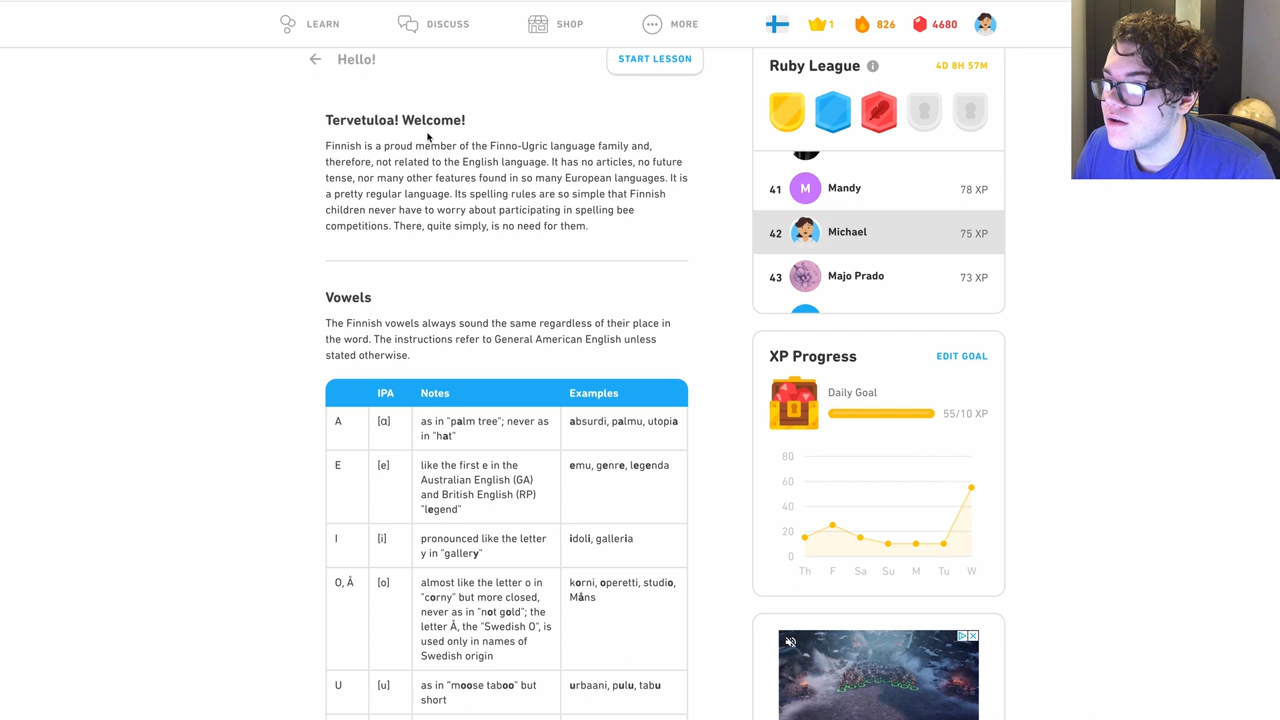 LEARN
DISCUSS
SHOP
MORE
1
826
4680
Hello!
START LESSON
Tervetuloa! Welcome!
Finnish is a proud member of the Finno-Ugric language family and,
therefore, not related to the English language. It has no articles, no future
tense, nor many other features found in so many European languages. It is
a pretty regular language. Its spelling rules are so simple that Finnish
children never have to worry about participating in spelling bee
competitions. There, quite simply, is no need for them.
Vowels
The Finnish vowels always sound the same regardless of their place in
the word. The instructions refer to General American English unless
stated otherwise.
IPA Notes Examples
A [ɑ] as in "palm tree"; never as absurdi, palmu, utopia
in "hat"
E [e] like the first e in the emu, genre, legenda
Australian English (GA)
and British English (RP)
"legend"
I [i] pronounced like the letter idoli, galleria
y in "gallery"
O, Å [o] almost like the letter o in korni, operetti, studio,
"corny" but more closed, Måns
never as in "not gold"; the
letter Å, the "Swedish O", is
used only in names of
Swedish origin
U [u] as in "moose taboo" but urbaani, pulu, tabu
short
Ruby League
4D 8H 57M
41 M Mandy 78 XP
42 Michael 75 XP
43 Majo Prado 73 XP
XP Progress
EDIT GOAL
Daily Goal
55/10 XP
80
60
40
20
0
Th F Sa Su M Tu W